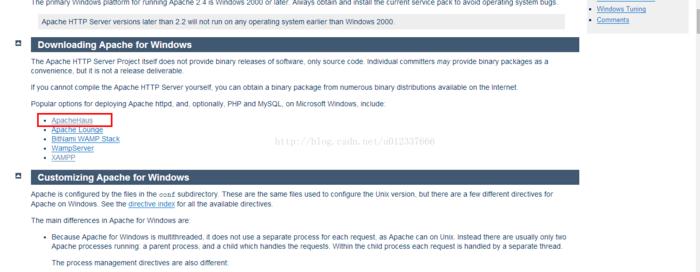 The primary Windows platform for running Apache 2.4 is Windows 2000 or later. Always obtain and install the current service pack to avoid operating system bugs.
Apache HTTP Server versions later than 2.2 will not run on any operating system earlier than Windows 2000.
Windows Tuning
Comments
Downloading Apache for Windows
The Apache HTTP Server Project itself does not provide binary releases of software, only source code. Individual committers may provide binary packages as a
convenience, but it is not a release deliverable.
If you cannot compile the Apache HTTP Server yourself, you can obtain a binary package from numerous binary distributions available on the Internet.
Popular options for deploying Apache httpd, and, optionally, PHP and MySQL, on Microsoft Windows, include:
ApacheHaus
Apache Lounge
BitNami WAMP Stack
WampServer
XAMPP
http://blog.csdn.net/u012337666
Customizing Apache for Windows
Apache is configured by the files in the conf subdirectory. These are the same files used to configure the Unix version, but there are a few different directives for
Apache on Windows. See the directive index for all the available directives.
The main differences in Apache for Windows are:
Because Apache for Windows is multithreaded, it does not use a separate process for each request, as Apache can on Unix. Instead there are usually only two
Apache processes running: a parent process, and a child which handles the requests. Within the child process each request is handled by a separate thread.
The process management directives are also different: